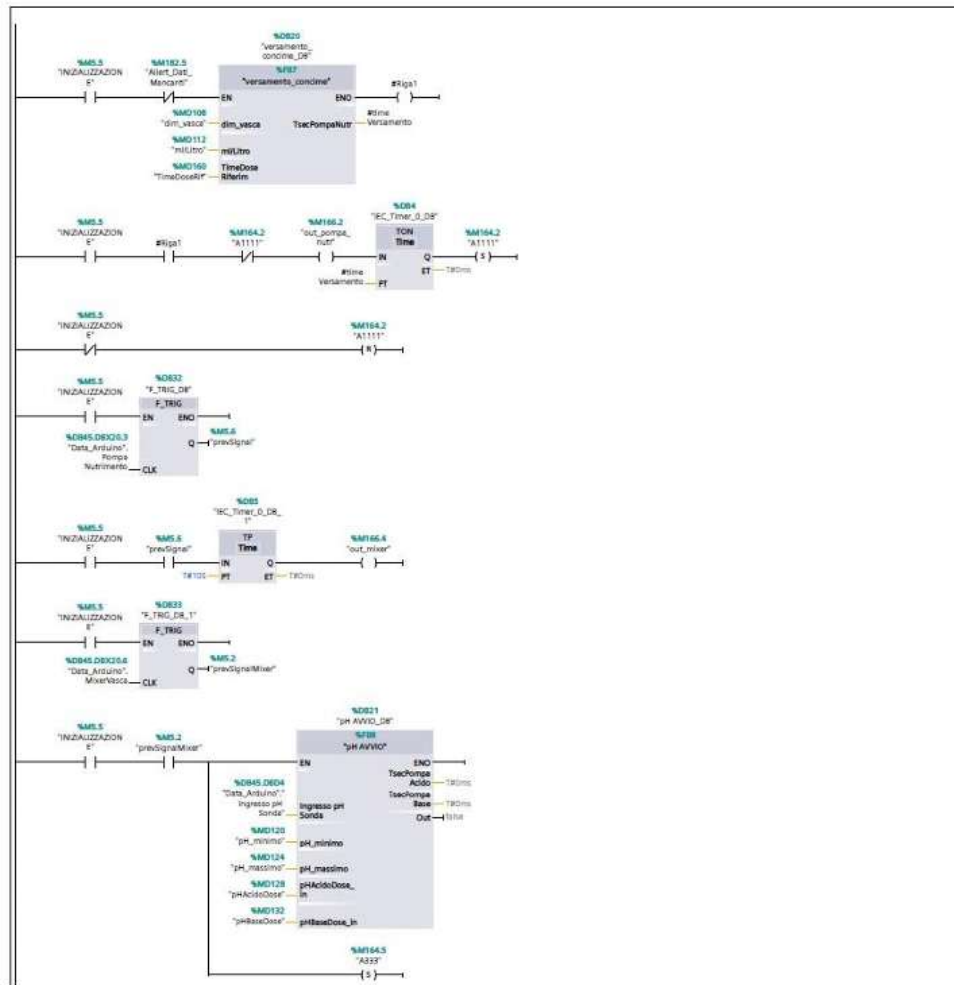 %DB20
"versamento_
concime_DB"
%M5.5
"INIZIALIZZAZION
E"
%M182.5
"Allert_Dati_
Mancanti"
%FB7
"versamento_concime"
#Riga1
EN
ENO
%MD108
"dim_vasca"
dim_vasca
TsecPompaNutr
#time
Versamento
%MD112
"ml/Litro"
ml/Litro
%MD160
"TimeDoseRif"
TimeDose
Riferim
%M5.5
"INIZIALIZZAZION
E"
#Riga1
%M164.2
"A1111"
%M166.2
"out_pompa_
nutr"
%DB4
"IEC_Timer_0_DB"
TON
Time
%M164.2
"A1111"
IN
Q
S
ET
T#0ms
#time
Versamento
PT
%M5.5
"INIZIALIZZAZION
E"
%M164.2
"A1111"
R
%M5.5
"INIZIALIZZAZION
E"
%DB32
"F_TRIG_DB"
F_TRIG
EN
ENO
%DB45.DBX20.3
"Data_Arduino".
Pompa
Nutrimento
CLK
Q
%M5.6
"prevSignal"
%M5.5
"INIZIALIZZAZION
E"
%M5.6
"prevSignal"
%DB5
"IEC_Timer_0_DB_
1"
TP
Time
%M166.4
"out_mixer"
IN
Q
T#10S
PT
ET
T#0ms
%M5.5
"INIZIALIZZAZION
E"
%DB33
"F_TRIG_DB_1"
F_TRIG
EN
ENO
%DB45.DBX20.6
"Data_Arduino".
MixerVasca
CLK
Q
%M5.2
"prevSignalMixer"
%M5.5
"INIZIALIZZAZION
E"
%M5.2
"prevSignalMixer"
%DB21
"pH AVVIO_DB"
%FB8
"pH AVVIO"
EN
ENO
TsecPompa
Acido
T#0ms
TsecPompa
Base
T#0ms
Out
false
%DB45.DBD4
"Data_Arduino"."
Ingresso pH
Sonda"
Ingresso pH
Sonda
%MD120
"pH_minimo"
pH_minimo
%MD124
"pH_massimo"
pH_massimo
%MD128
"pHAcidoDose"
pHAcidoDose_
in
%MD132
"pHBaseDose"
pHBaseDose_in
%M164.5
"A333"
S